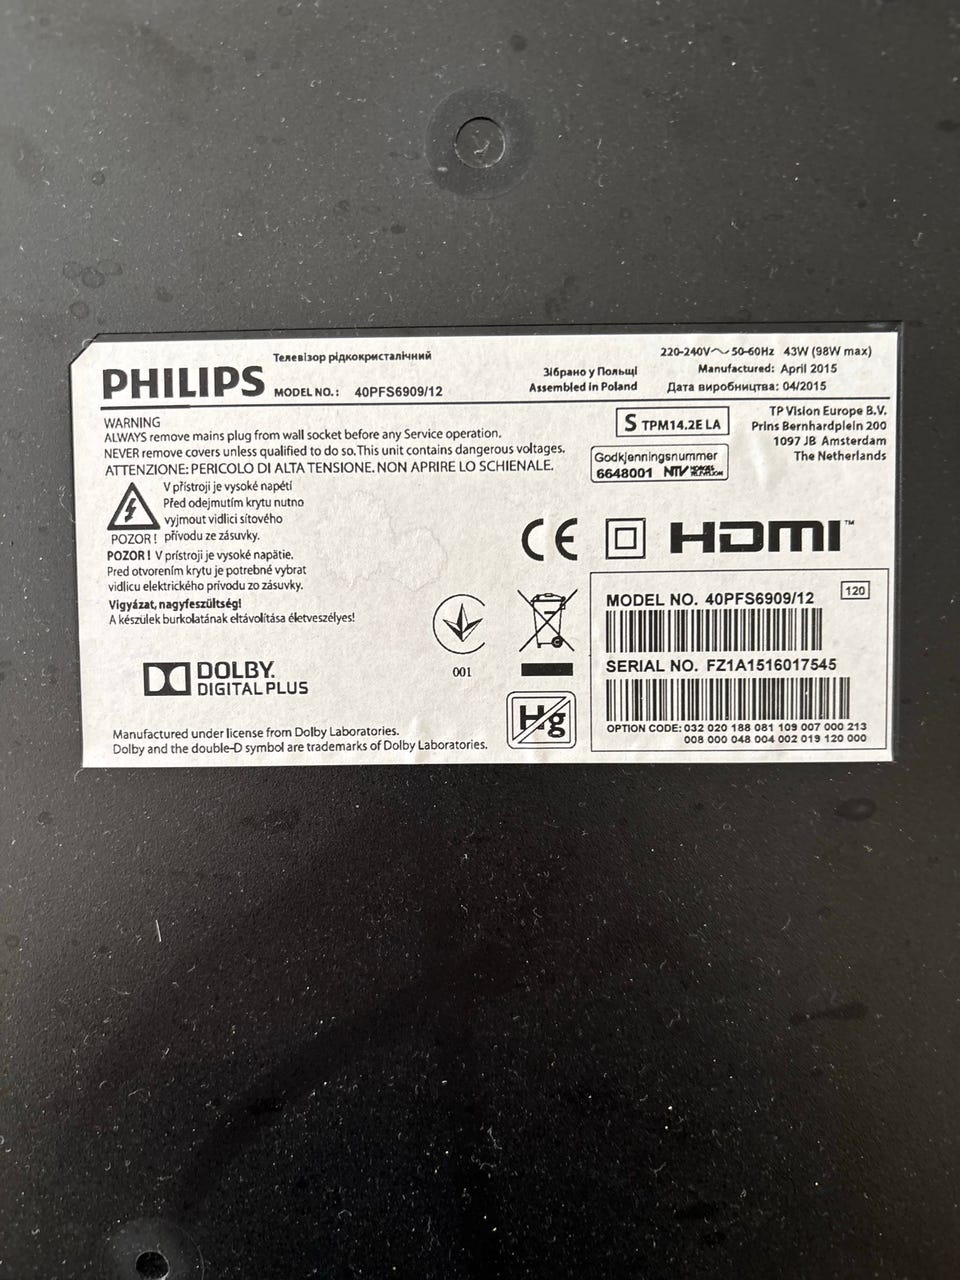 Телевізор рідкокристалічний
PHILIPS MODEL NO.: 40PFS6909/12
Зібрано у Польщі
Assembled in Poland
220-240V~ 50-60Hz 43W (98W max)
Manufactured: April 2015
Дата виробництва: 04/2015
WARNING
ALWAYS remove mains plug from wall socket before any Service operation.
NEVER remove covers unless qualified to do so. This unit contains dangerous voltages.
ATTENZIONE: PERICOLO DI ALTA TENSIONE. NON APRIRE LO SCHIENALE.
V přístroji je vysoké napětí
Před odejmutím krytu nutno
vyjmout vidlici síťového
POZOR! přívodu ze zásuvky.
POZOR! V prístroji je vysoké napätie.
Pred otvorením krytu je potrebné vybrat
vidlicu elektrického prívodu zo zásuvky.
Vigyázat, nagyfeszültség!
A készülek burkolatának eltávolítása életveszélyes!
S TPM14.2E LA
Godkjenningsnummer
6648001 NTV
TP Vision Europe B.V.
Prins Bernhardplein 200
1097 JB Amsterdam
The Netherlands
CE HDMI™
001
Hg
DOLBY.
DIGITAL PLUS
Manufactured under license from Dolby Laboratories.
Dolby and the double-D symbol are trademarks of Dolby Laboratories.
120
MODEL NO. 40PFS6909/12
SERIAL NO. FZ1A1516017545
OPTION CODE: 032 020 188 081 109 007 000 213
008 000 048 004 002 019 120 000